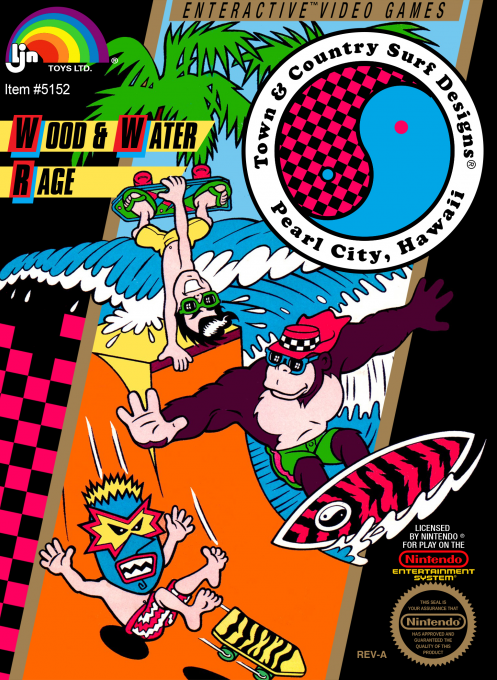 ENTERACTIVE™ VIDEO GAMES
LJN
TOYS LTD.®
Item #5152
Town & Country Surf Designs®
Pearl City, Hawaii
WOOD & WATER
RAGE
LICENSED
BY NINTENDO®
FOR PLAY ON THE
Nintendo
ENTERTAINMENT
SYSTEM®
THIS SEAL IS
YOUR ASSURANCE THAT
Nintendo
HAS APPROVED AND
GUARANTEED THE
QUALITY OF THIS
PRODUCT
REV-A